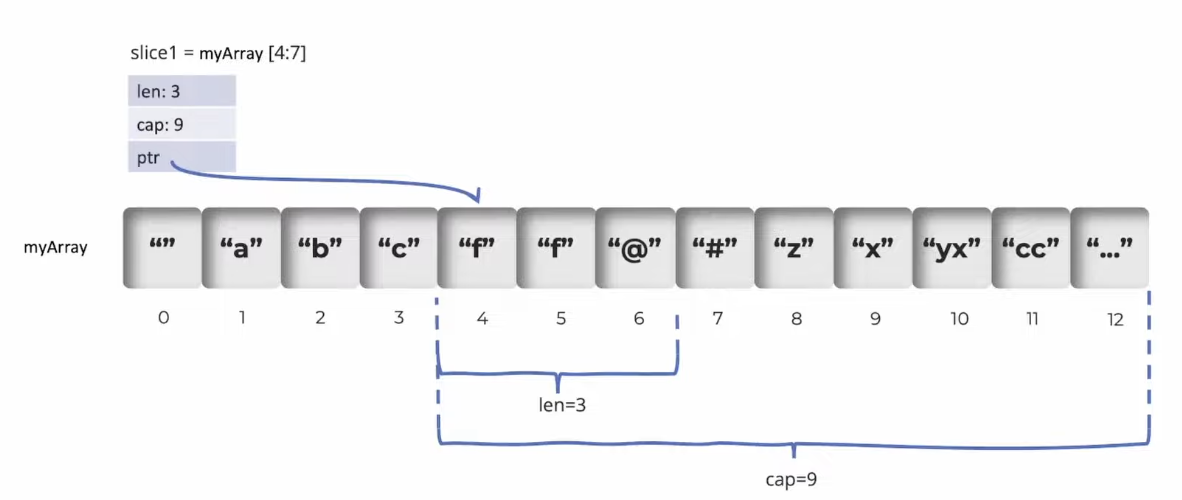 slice1 = myArray [4:7]
len: 3
cap: 9
ptr
myArray “” “a” “b” “c” “f” “f” “@” “#” “z” “x” “yx” “cc” “...”
0 1 2 3 4 5 6 7 8 9 10 11 12
len=3
cap=9